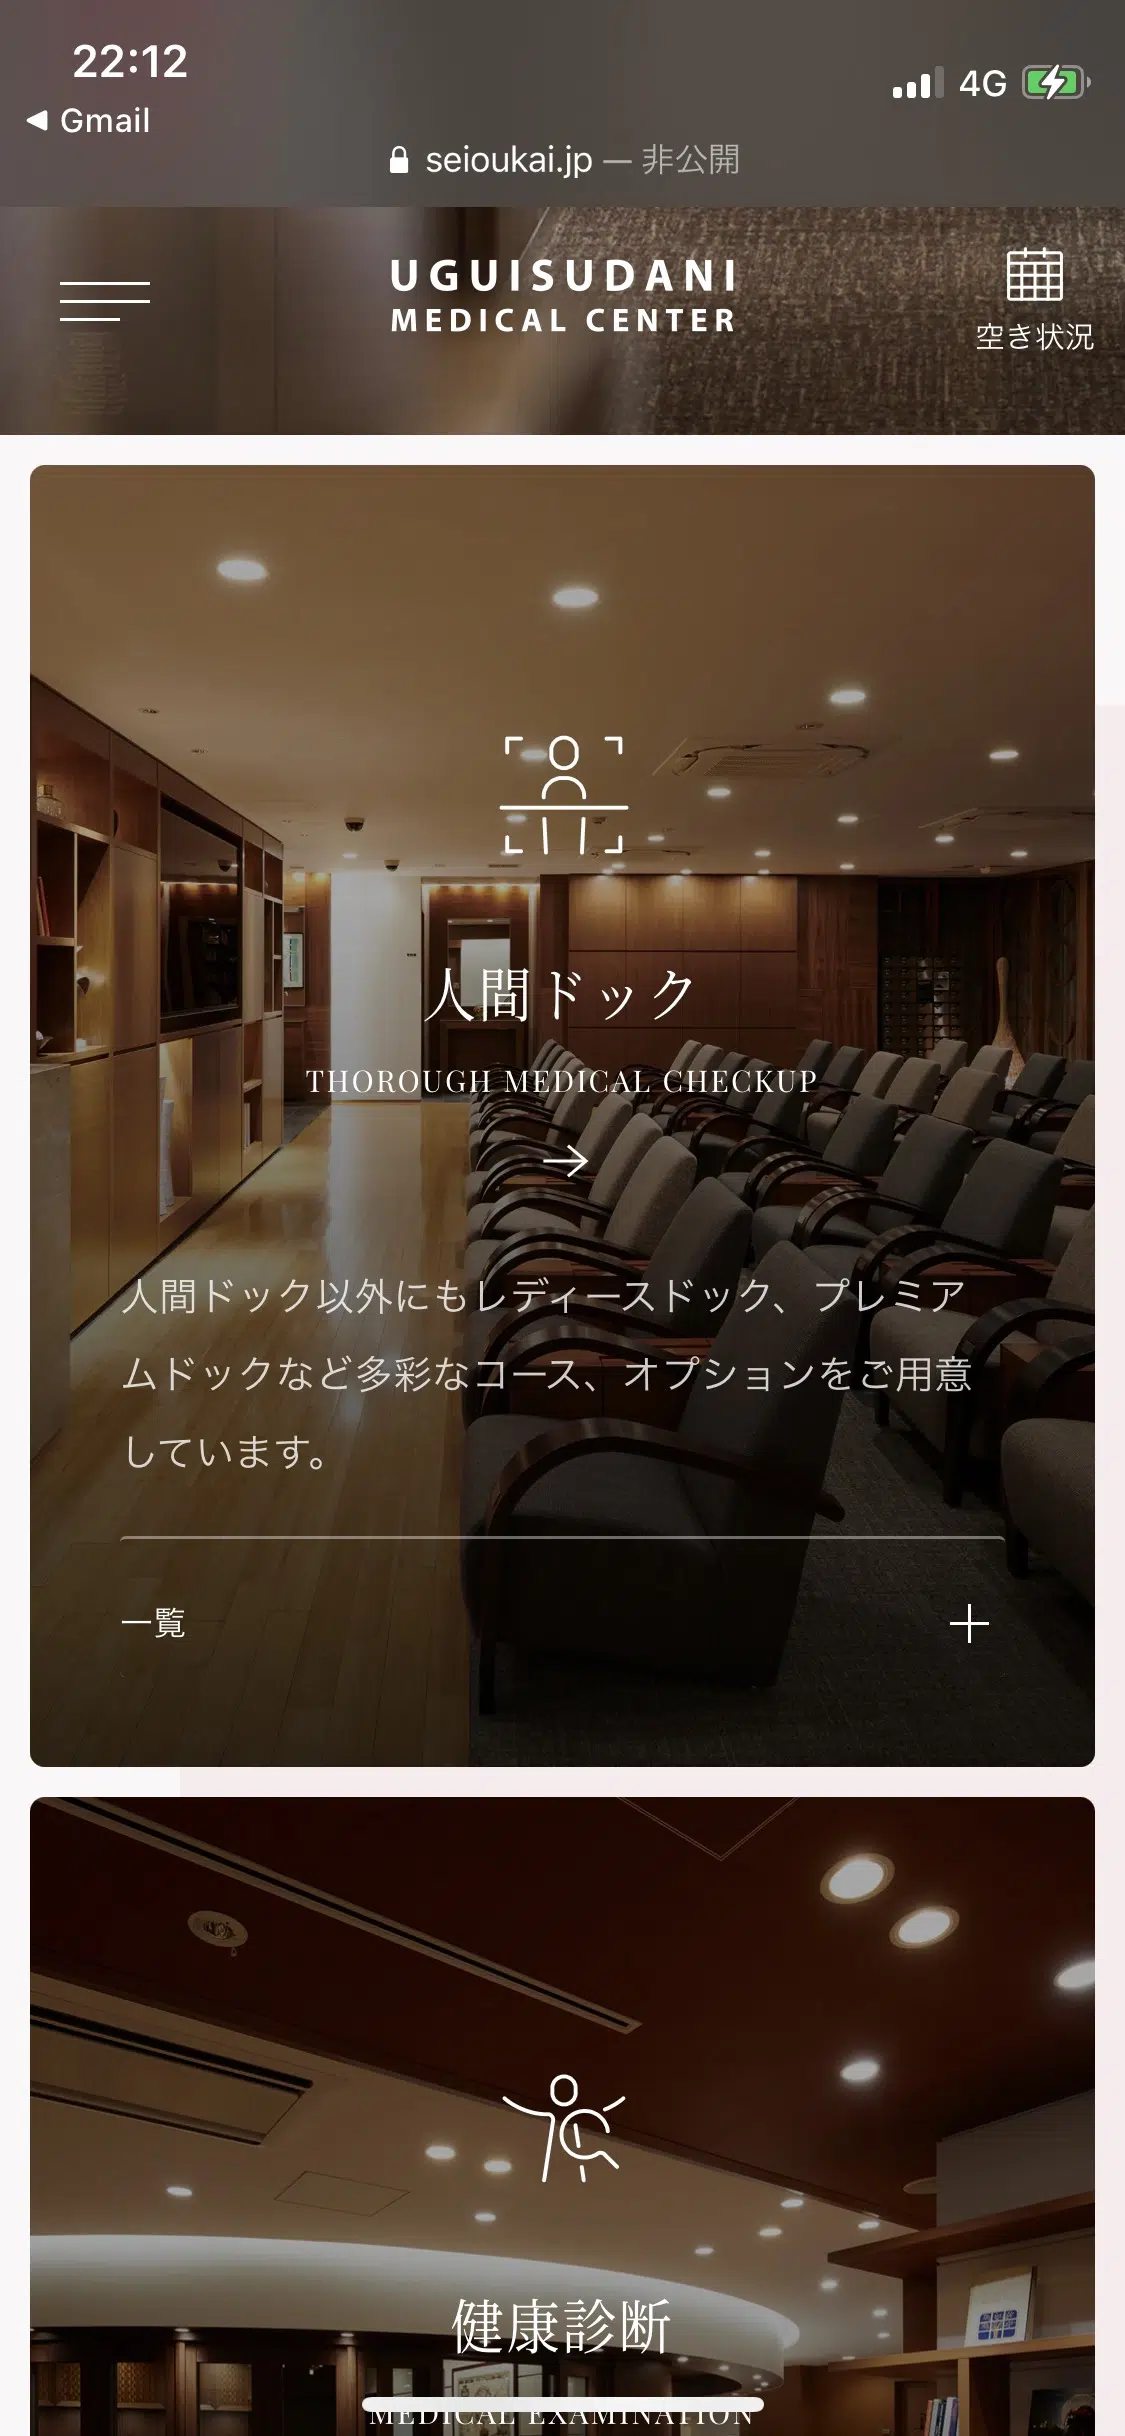 22:12
4G
◀ Gmail
seioukai.jp — 非公開
UGUISUDANI
MEDICAL CENTER
空き状況
人間ドック
THOROUGH MEDICAL CHECKUP
→
人間ドック以外にもレディースドック、プレミア
ムドックなど多彩なコース、オプションをご用意
しています。
一覧
健康診断
MEDICAL EXAMINATION